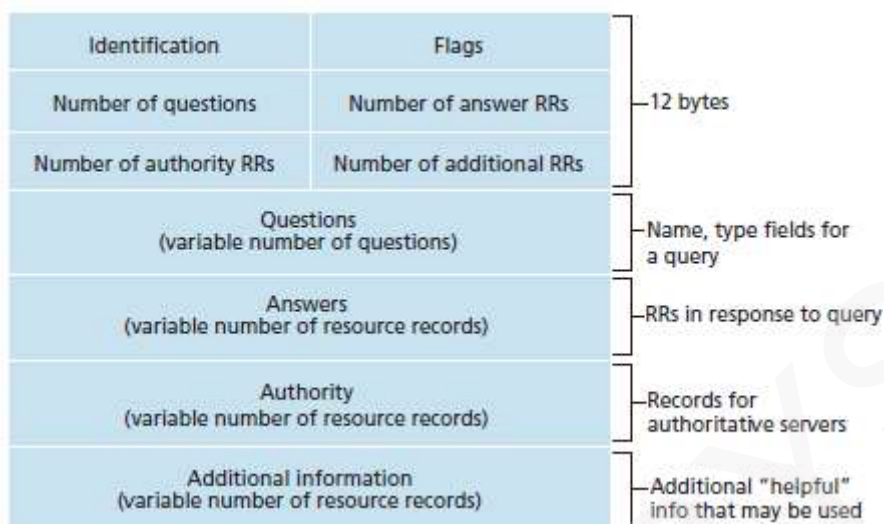 Identification
Flags
Number of questions
Number of answer RRs
12 bytes
Number of authority RRs
Number of additional RRs
Questions
(variable number of questions)
Name, type fields for
a query
Answers
(variable number of resource records)
RRs in response to query
Authority
(variable number of resource records)
Records for
authoritative servers
Additional information
(variable number of resource records)
Additional “helpful”
info that may be used